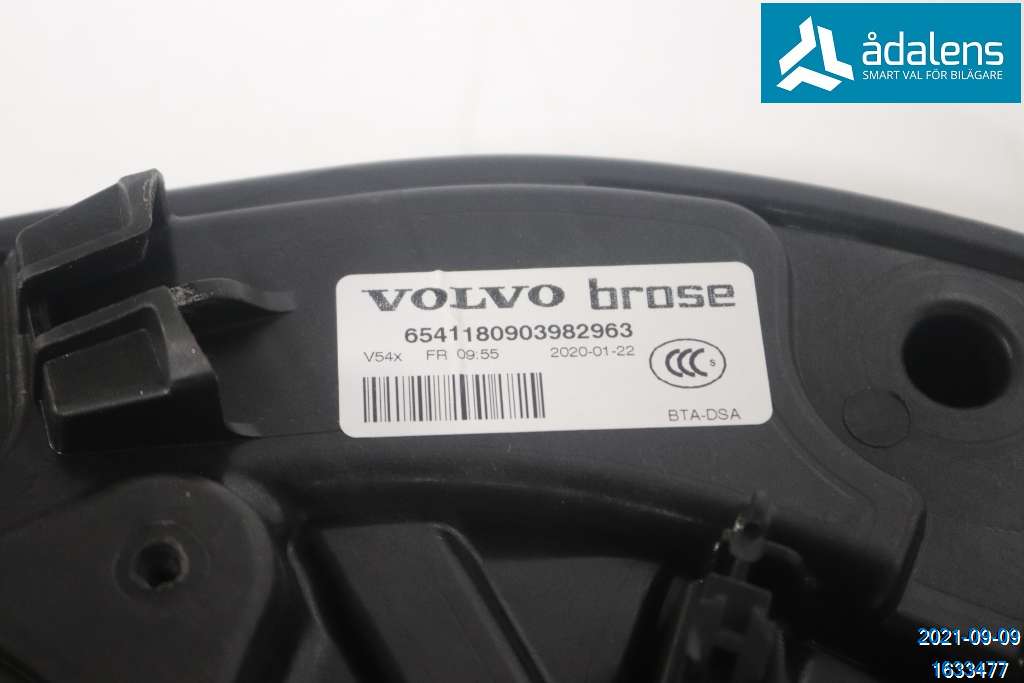 ådalens
SMART VAL FÖR BILÄGARE
VOLVO brose
6541180903982963
V54x FR 09:55 2020-01-22
CCC S
BTA-DSA
2021-09-09
1633477